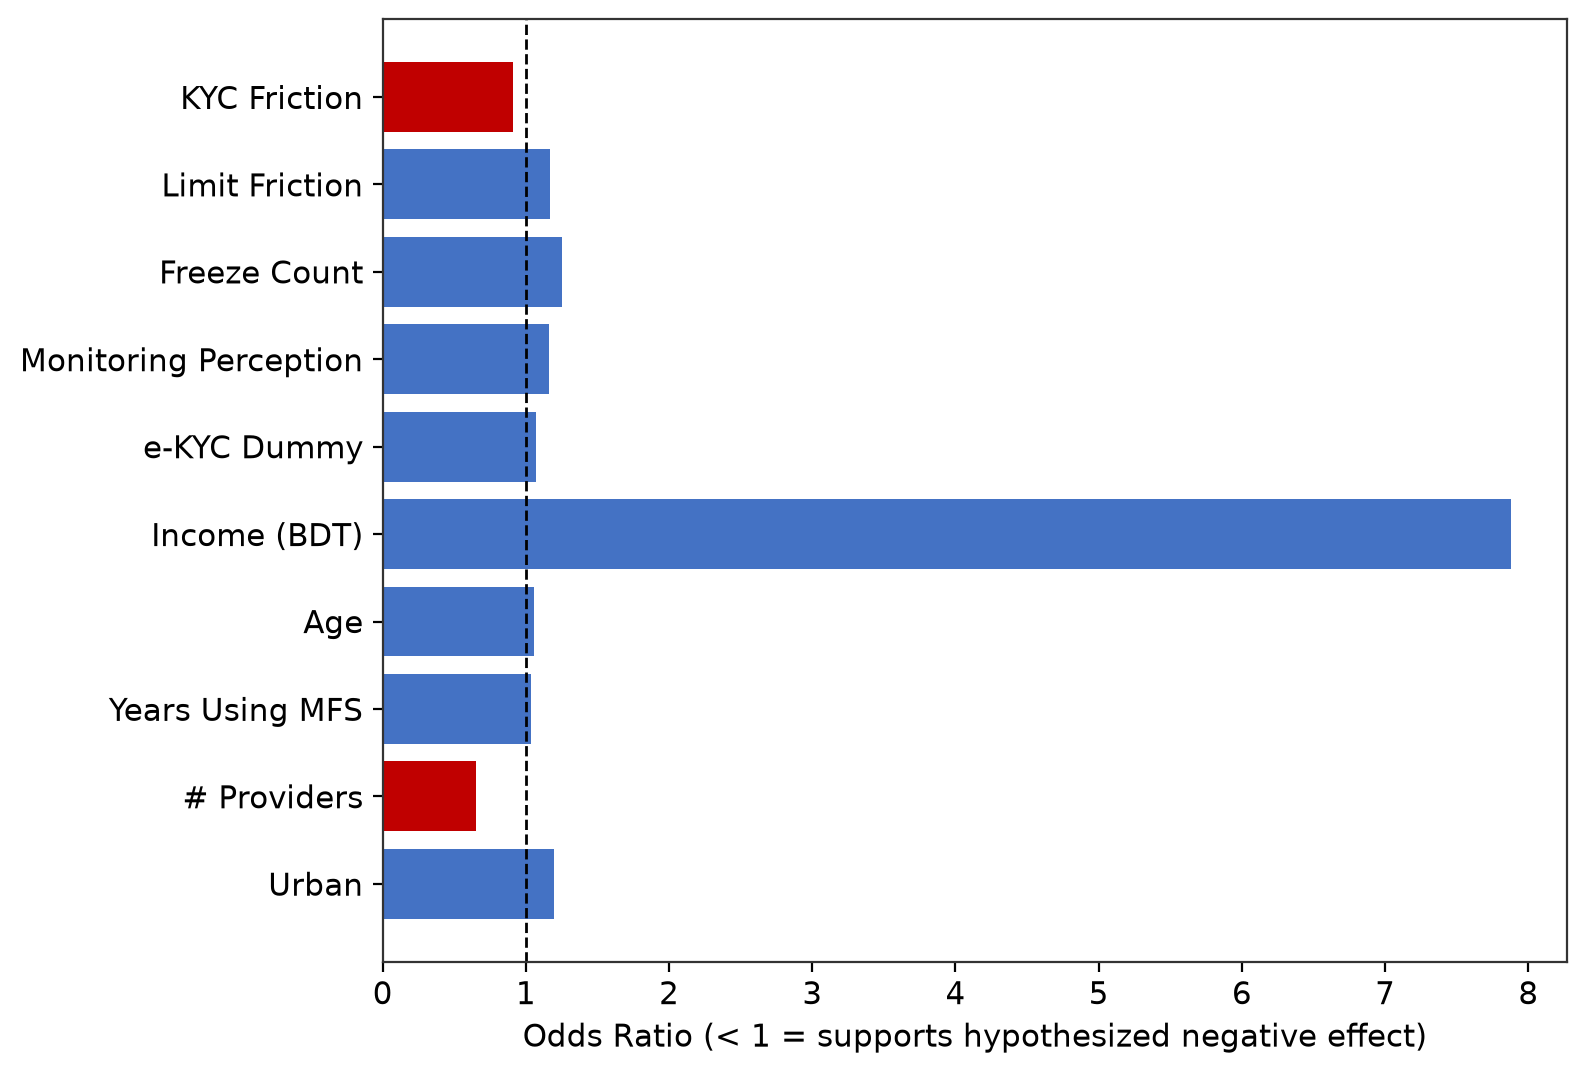 KYC Friction
Limit Friction
Freeze Count
Monitoring Perception
e-KYC Dummy
Income (BDT)
Age
Years Using MFS
# Providers
Urban
0 1 2 3 4 5 6 7 8
Odds Ratio (< 1 = supports hypothesized negative effect)